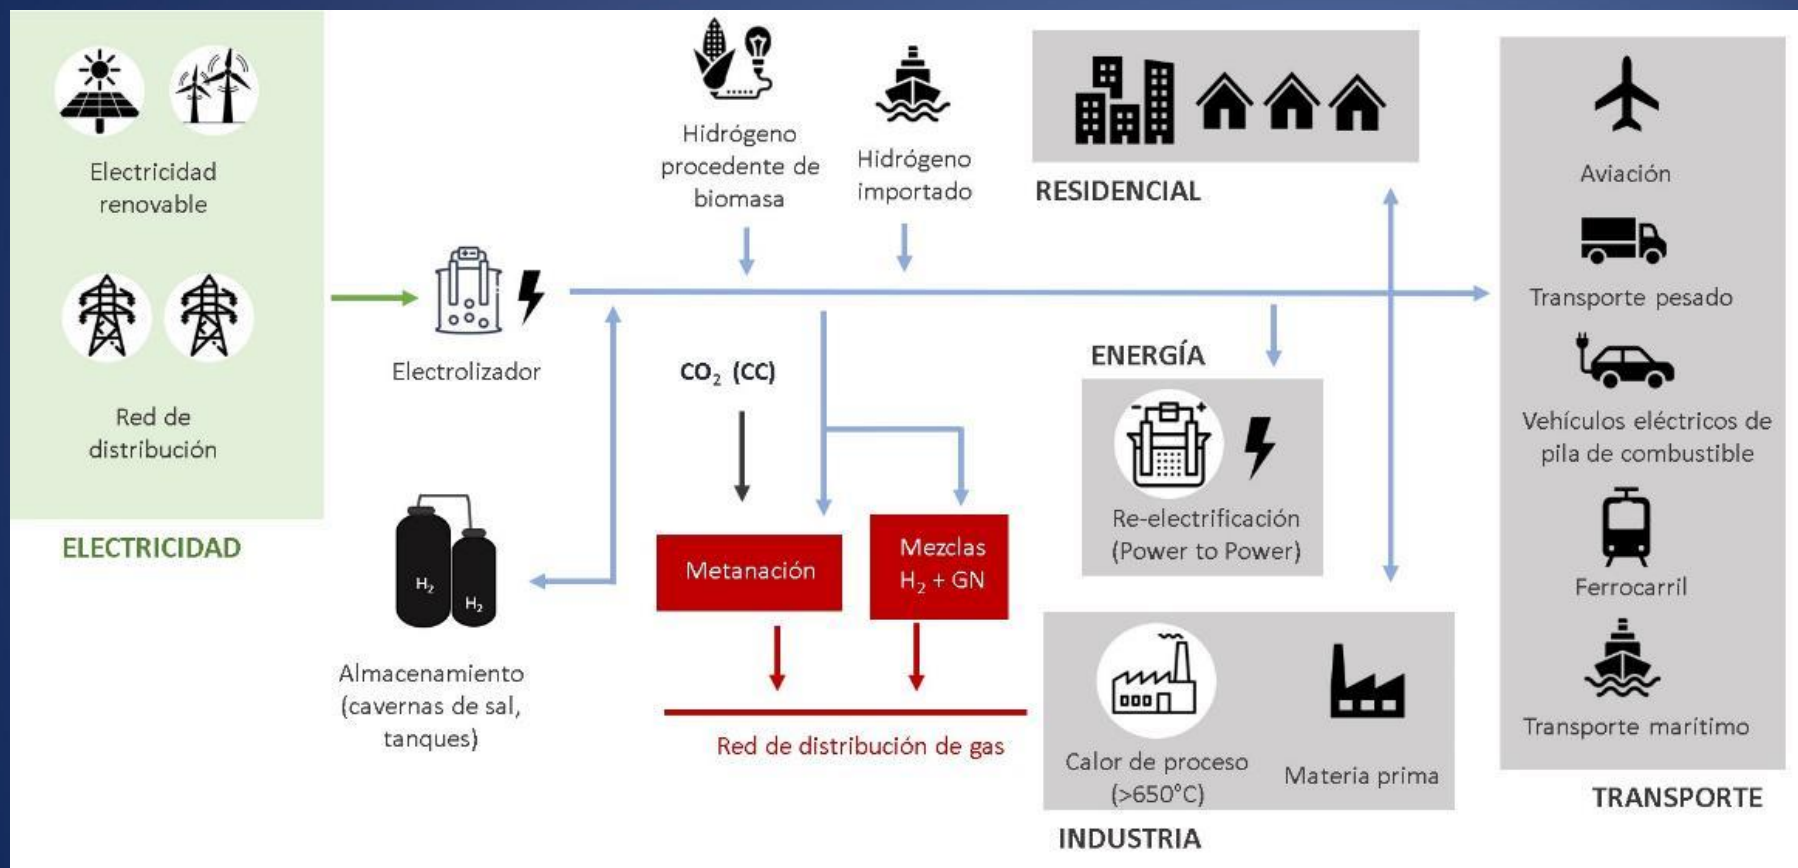 Electricidad
renovable
Red de
distribución
ELECTRICIDAD
Electrolizador
H₂
H₂
Almacenamiento
(cavernas de sal,
tanques)
Hidrógeno
procedente de
biomasa
Hidrógeno
importado
CO₂ (CC)
Metanación
Mezclas
H₂ + GN
Red de distribución de gas
RESIDENCIAL
ENERGÍA
Re-electrificación
(Power to Power)
Calor de proceso
(>650°C)
Materia prima
INDUSTRIA
Aviación
Transporte pesado
Vehículos eléctricos de
pila de combustible
Ferrocarril
Transporte marítimo
TRANSPORTE